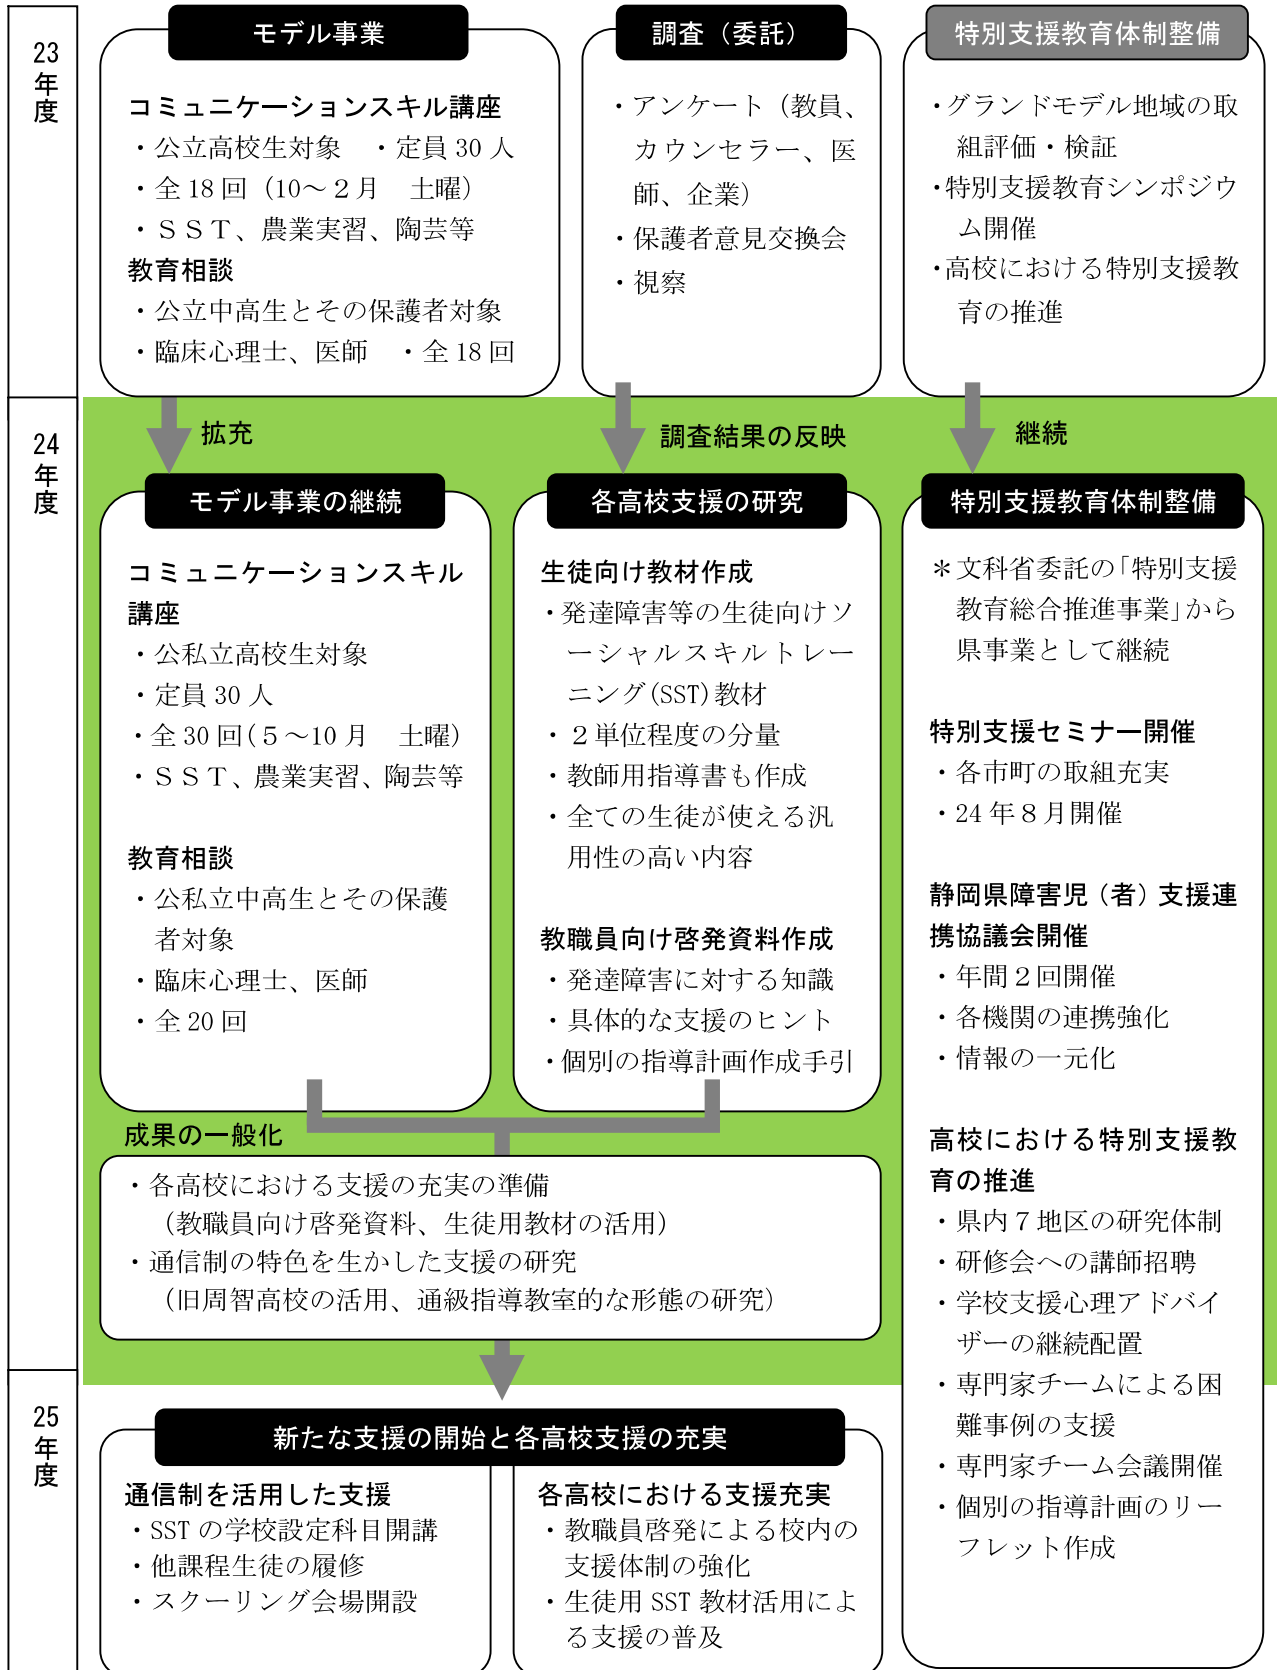 23
年
度
モデル事業
コミュニケーションスキル講座
・公立高校生対象　・定員 30 人
・全 18 回（10～２月　土曜）
・ＳＳＴ、農業実習、陶芸等
教育相談
・公立中高生とその保護者対象
・臨床心理士、医師　・全 18 回
調査（委託）
・アンケート（教員、
カウンセラー、医
師、企業）
・保護者意見交換会
・視察
特別支援教育体制整備
・グランドモデル地域の取
組評価・検証
・特別支援教育シンポジウ
ム開催
・高校における特別支援教
育の推進
24
年
度
拡充
調査結果の反映
継続
モデル事業の継続
コミュニケーションスキル
講座
・公私立高校生対象
・定員 30 人
・全 30 回（５～10 月　土曜）
・ＳＳＴ、農業実習、陶芸等
教育相談
・公私立中高生とその保護
者対象
・臨床心理士、医師
・全 20 回
各高校支援の研究
生徒向け教材作成
・発達障害等の生徒向けソ
ーシャルスキルトレー
ニング(SST)教材
・２単位程度の分量
・教師用指導書も作成
・全ての生徒が使える汎
用性の高い内容
教職員向け啓発資料作成
・発達障害に対する知識
・具体的な支援のヒント
・個別の指導計画作成手引
特別支援教育体制整備
＊文科省委託の「特別支援
教育総合推進事業」から
県事業として継続
特別支援セミナー開催
・各市町の取組充実
・24 年８月開催
静岡県障害児（者）支援連
携協議会開催
・年間２回開催
・各機関の連携強化
・情報の一元化
高校における特別支援教
育の推進
・県内７地区の研究体制
・研修会への講師招聘
・学校支援心理アドバイ
ザーの継続配置
・専門家チームによる困
難事例の支援
・専門家チーム会議開催
・個別の指導計画のリー
フレット作成
成果の一般化
・各高校における支援の充実の準備
（教職員向け啓発資料、生徒用教材の活用）
・通信制の特色を生かした支援の研究
（旧周智高校の活用、通級指導教室的な形態の研究）
25
年
度
新たな支援の開始と各高校支援の充実
通信制を活用した支援
・SST の学校設定科目開講
・他課程生徒の履修
・スクーリング会場開設
各高校における支援充実
・教職員啓発による校内の
支援体制の強化
・生徒用 SST 教材活用によ
る支援の普及